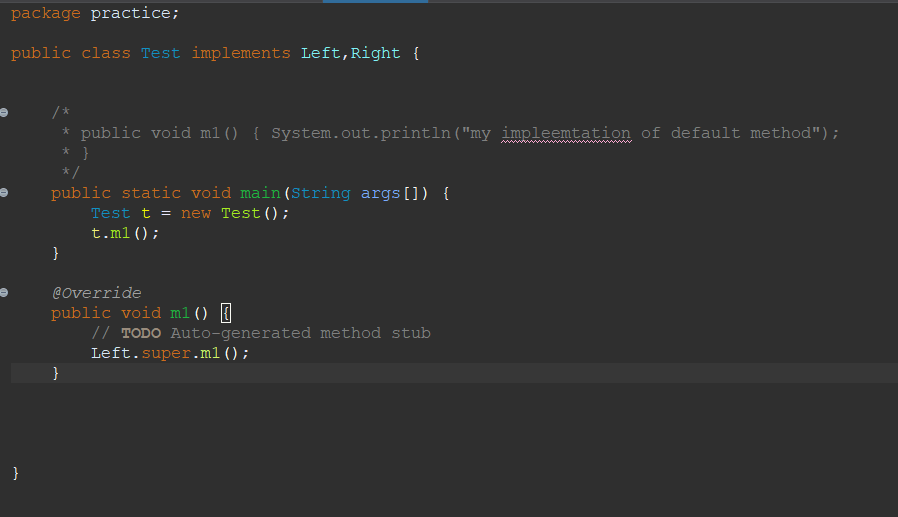 package practice;
public class Test implements Left,Right {
/*
* public void m1() { System.out.println("my impleemtation of default method");
* }
*/
public static void main(String args[]) {
Test t = new Test();
t.m1();
}
@Override
public void m1() {
// TODO Auto-generated method stub
Left.super.m1();
}
}